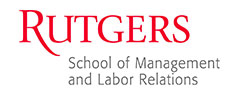 RUTGERS
School of Management
and Labor Relations